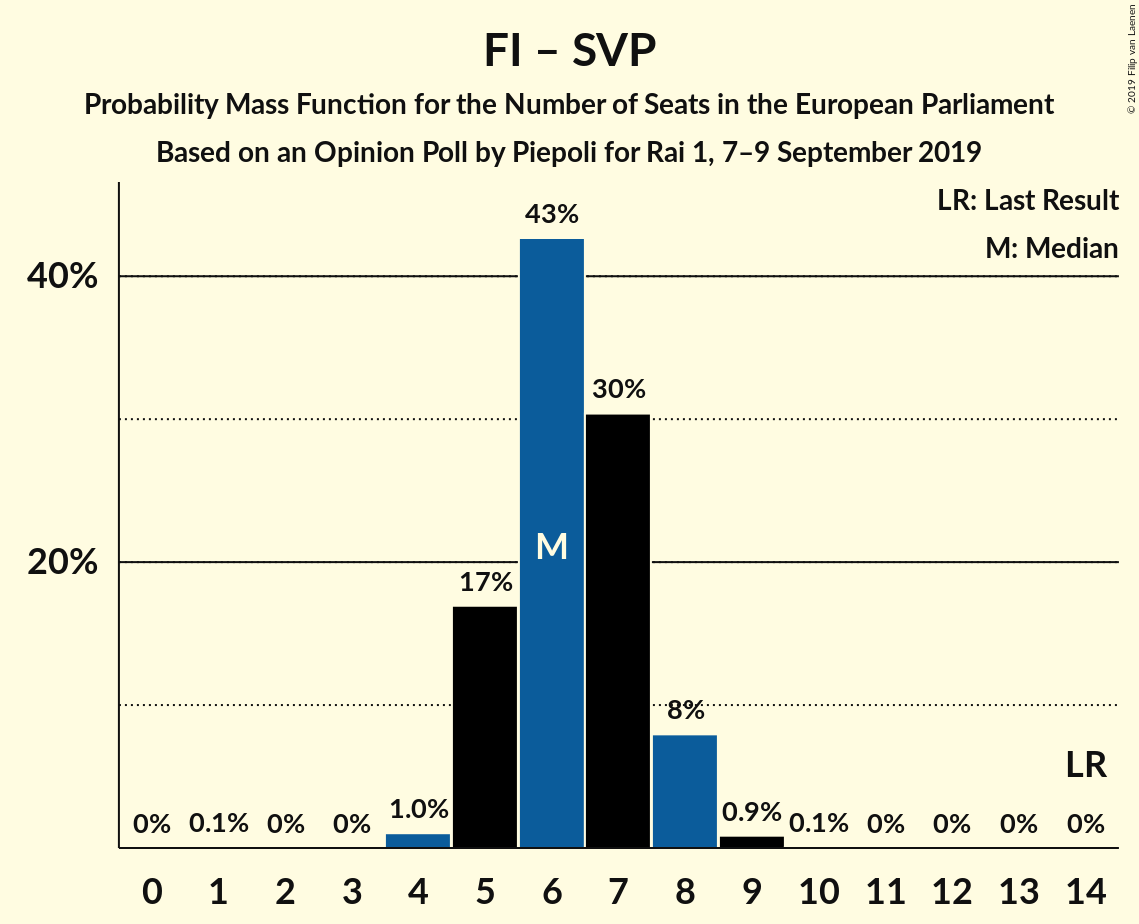 FI – SVP
Probability Mass Function for the Number of Seats in the European Parliament
Based on an Opinion Poll by Piepoli for Rai 1, 7–9 September 2019
© 2019 Filip van Laenen
LR: Last Result
M: Median
40%
20%
0%
0.1%
0%
0%
1.0%
17%
43%
M
30%
8%
0.9%
0.1%
0%
0%
0%
0%
LR
0 1 2 3 4 5 6 7 8 9 10 11 12 13 14